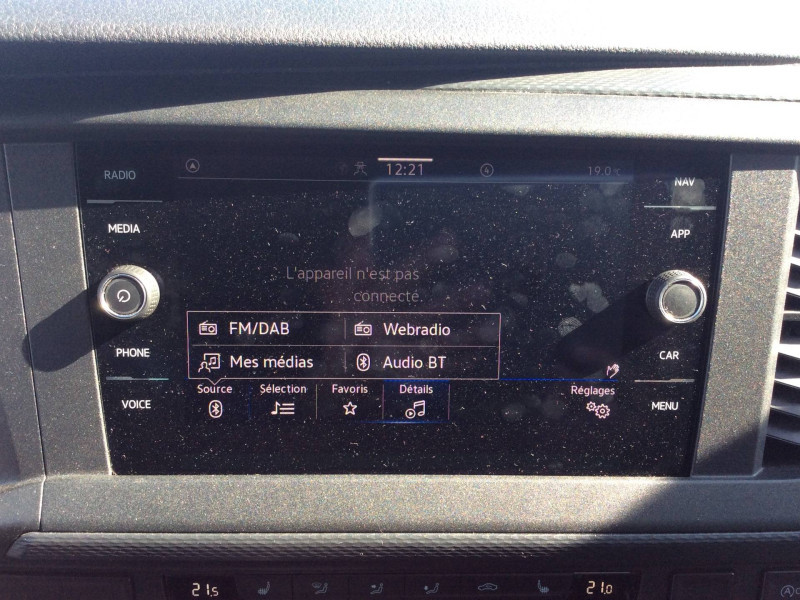 RADIO
12:21
19.0
NAV
MEDIA
APP
L'appareil n'est pas
connecté.
FM/DAB
Webradio
PHONE
Mes médias
Audio BT
CAR
Source
Sélection
Favoris
Détails
Réglages
VOICE
MENU
21.5
21.0